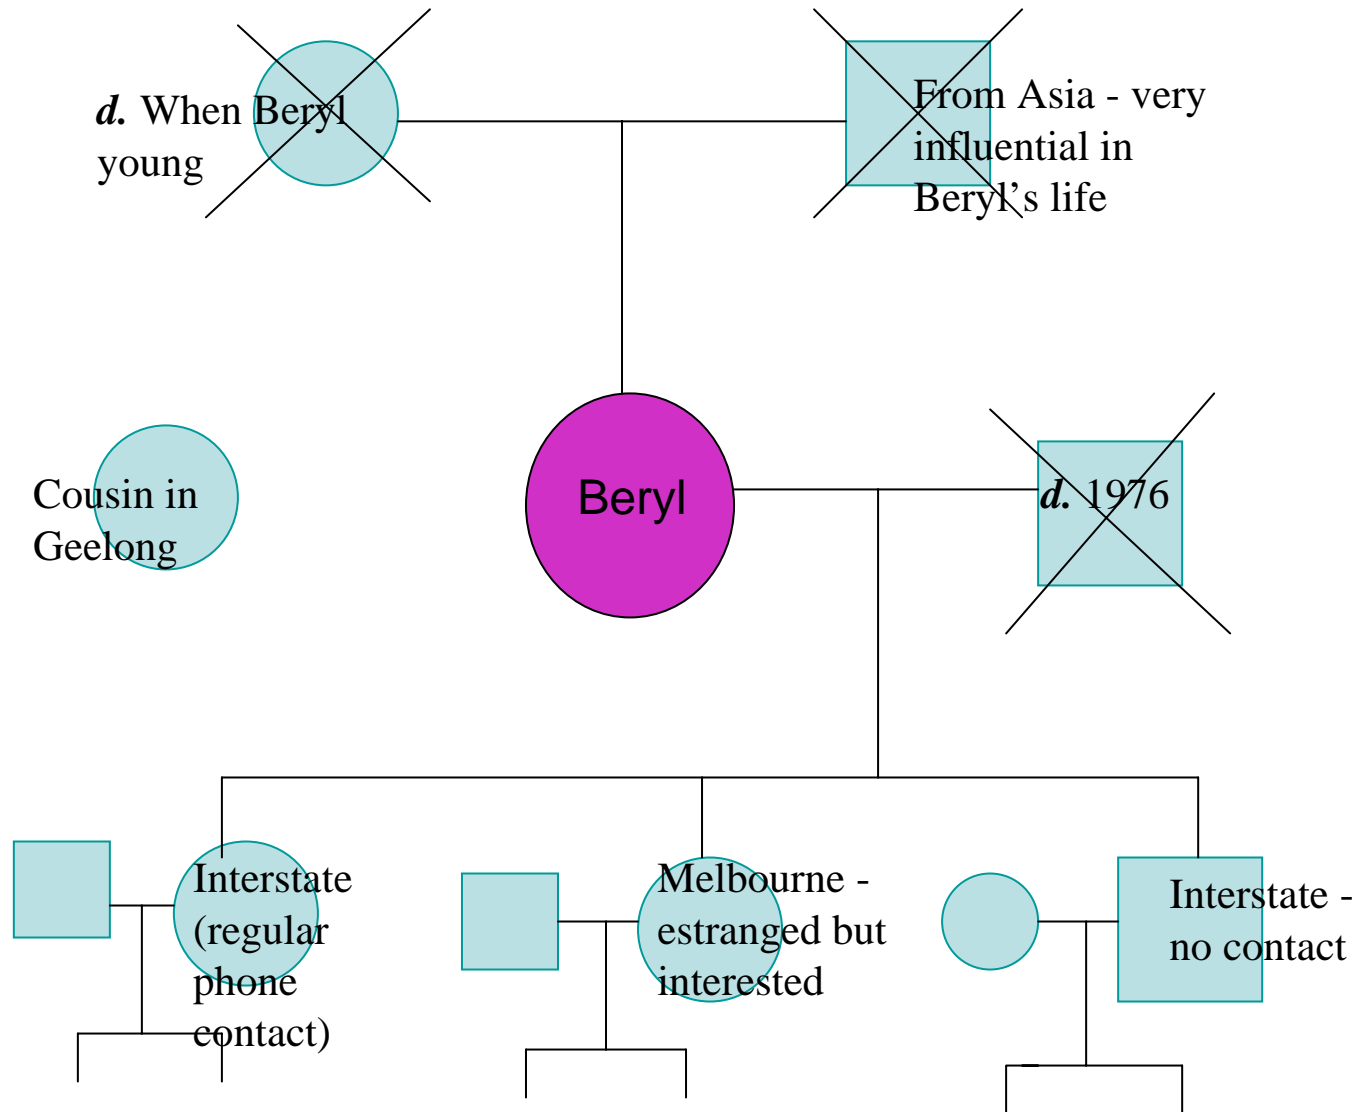 d. When Beryl
young
From Asia - very
influential in
Beryl’s life
Cousin in
Geelong
Beryl
d. 1976
Interstate
(regular
phone
contact)
Melbourne -
estranged but
interested
Interstate -
no contact